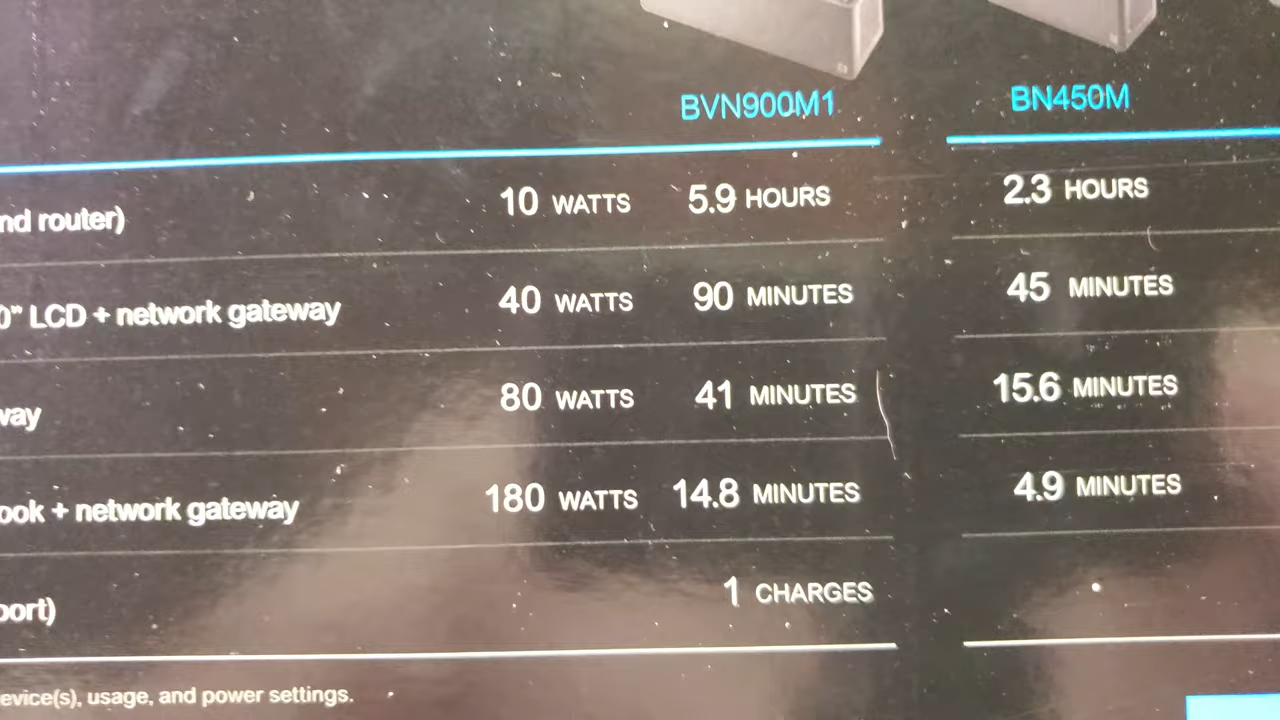 BVN900M1 BN450M
nd router) 10 WATTS 5.9 HOURS 2.3 HOURS
0" LCD + network gateway 40 WATTS 90 MINUTES 45 MINUTES
way 80 WATTS 41 MINUTES 15.6 MINUTES
ook + network gateway 180 WATTS 14.8 MINUTES 4.9 MINUTES
port) 1 CHARGES
evice(s), usage, and power settings.